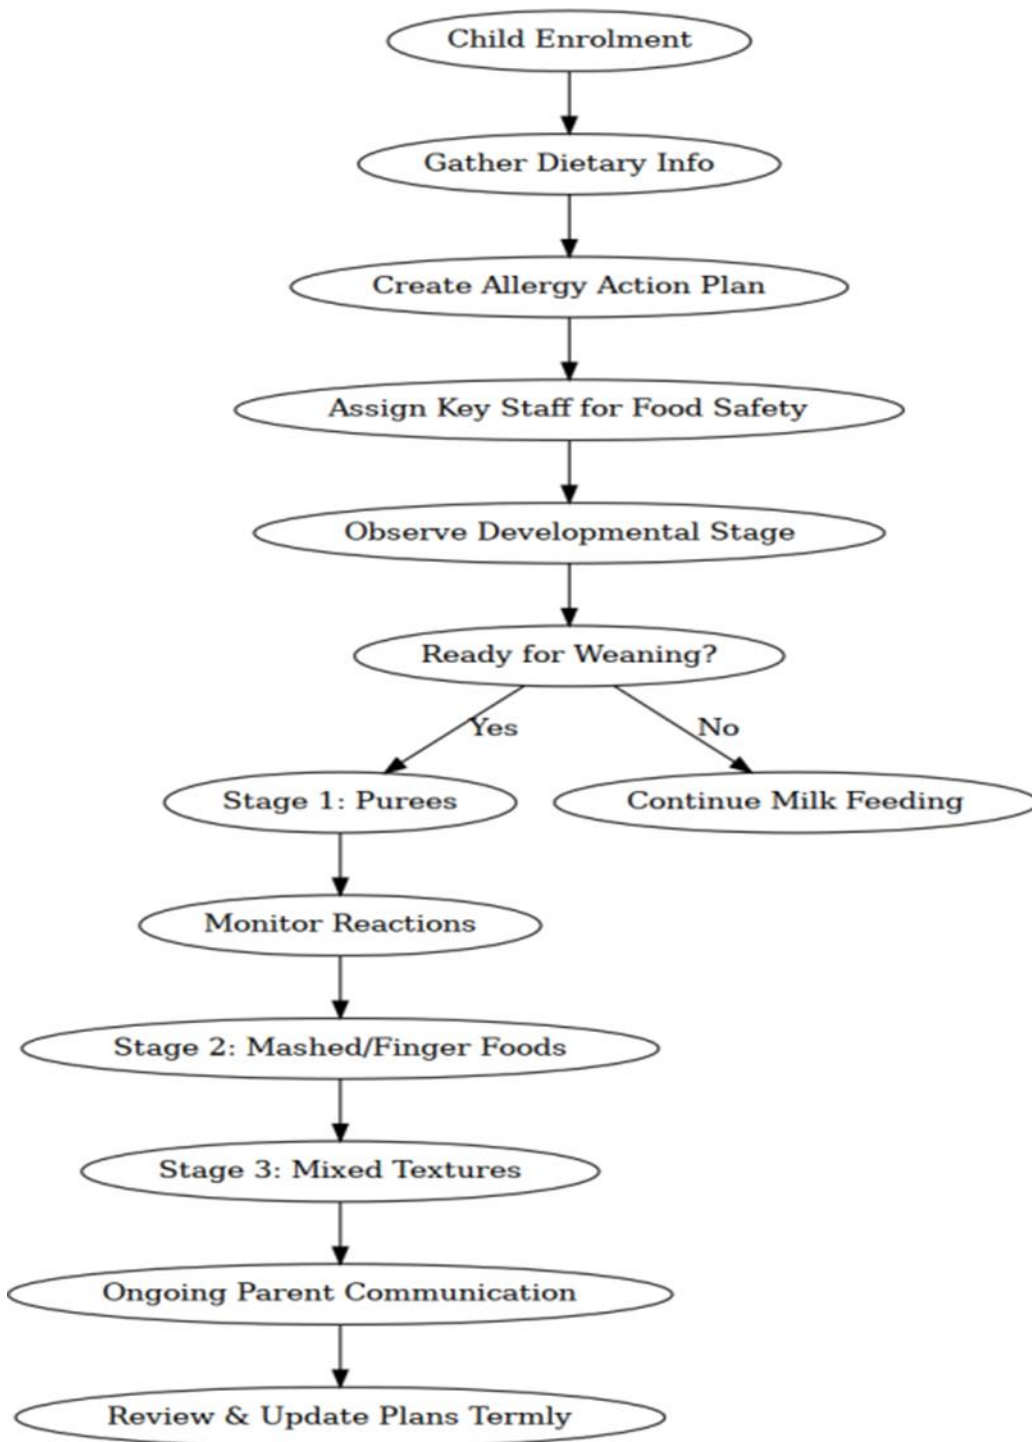 Child Enrolment
Gather Dietary Info
Create Allergy Action Plan
Assign Key Staff for Food Safety
Observe Developmental Stage
Ready for Weaning?
Yes
No
Stage 1: Purees
Continue Milk Feeding
Monitor Reactions
Stage 2: Mashed/Finger Foods
Stage 3: Mixed Textures
Ongoing Parent Communication
Review & Update Plans Termly